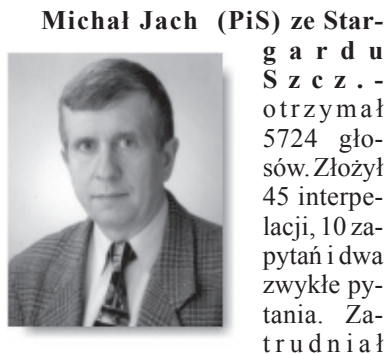 Michał Jach (PiS) ze Star-
gardu
Szcz.-
otrzymał
5724 gło-
sów. Złożył
45 interpe-
lacji, 10 za-
pytań i dwa
zwykłe py-
tania. Za-
trudniał